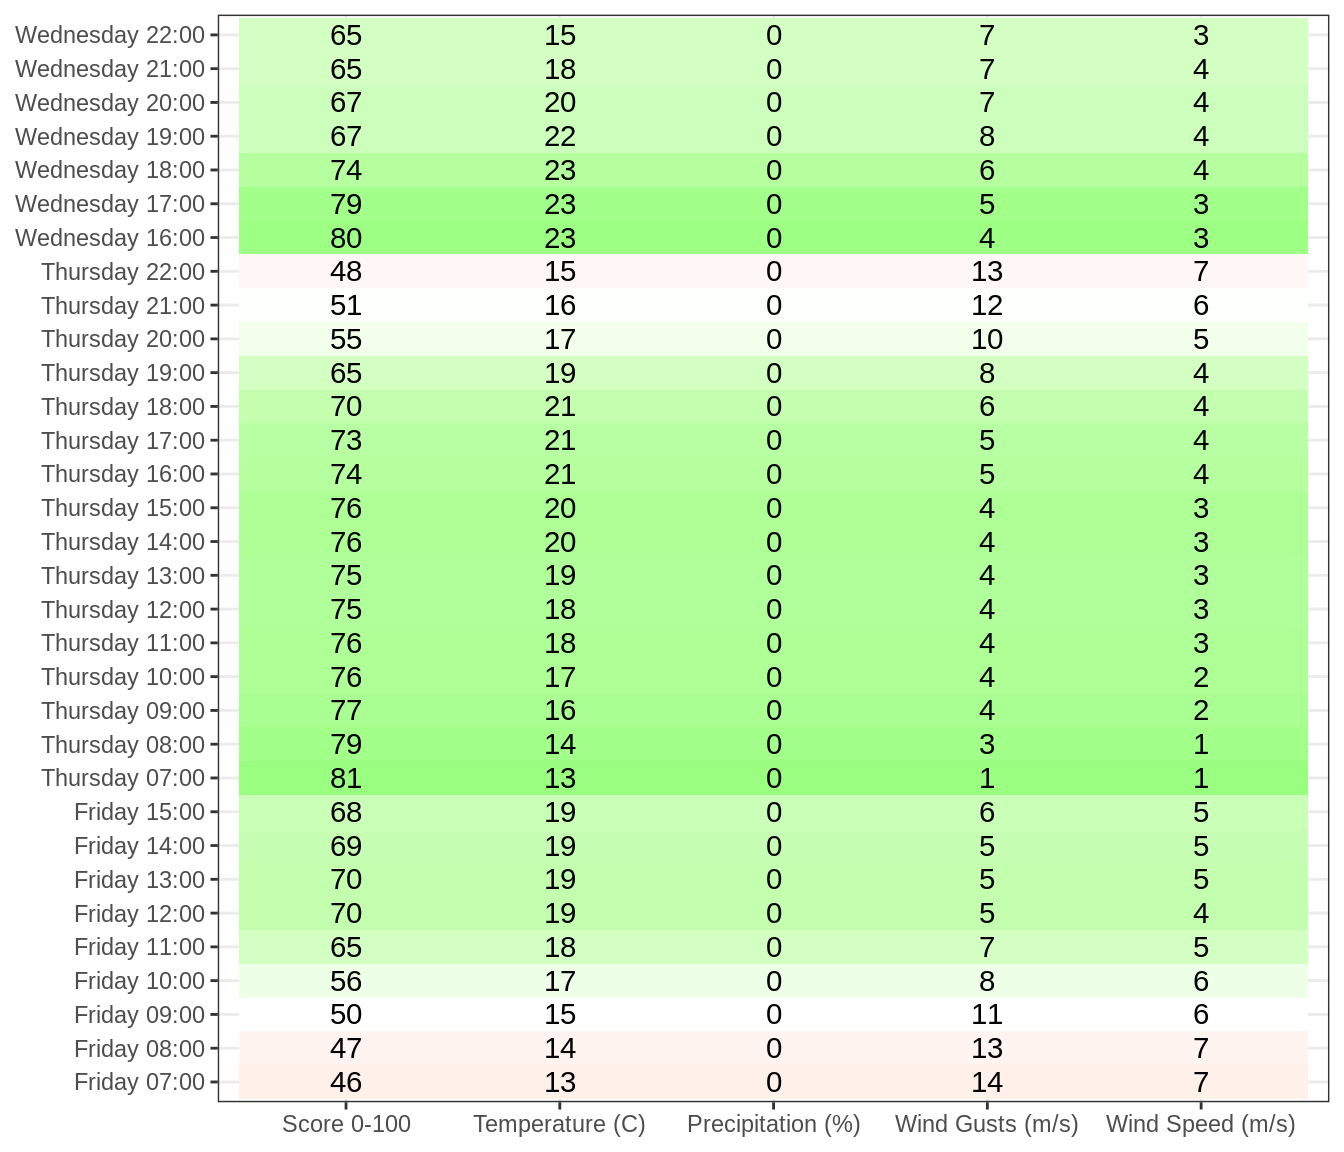 Wednesday 22:00 65 15 0 7 3
Wednesday 21:00 65 18 0 7 4
Wednesday 20:00 67 20 0 7 4
Wednesday 19:00 67 22 0 8 4
Wednesday 18:00 74 23 0 6 4
Wednesday 17:00 79 23 0 5 3
Wednesday 16:00 80 23 0 4 3
Thursday 22:00 48 15 0 13 7
Thursday 21:00 51 16 0 12 6
Thursday 20:00 55 17 0 10 5
Thursday 19:00 65 19 0 8 4
Thursday 18:00 70 21 0 6 4
Thursday 17:00 73 21 0 5 4
Thursday 16:00 74 21 0 5 4
Thursday 15:00 76 20 0 4 3
Thursday 14:00 76 20 0 4 3
Thursday 13:00 75 19 0 4 3
Thursday 12:00 75 18 0 4 3
Thursday 11:00 76 18 0 4 3
Thursday 10:00 76 17 0 4 2
Thursday 09:00 77 16 0 4 2
Thursday 08:00 79 14 0 3 1
Thursday 07:00 81 13 0 1 1
Friday 15:00 68 19 0 6 5
Friday 14:00 69 19 0 5 5
Friday 13:00 70 19 0 5 5
Friday 12:00 70 19 0 5 4
Friday 11:00 65 18 0 7 5
Friday 10:00 56 17 0 8 6
Friday 09:00 50 15 0 11 6
Friday 08:00 47 14 0 13 7
Friday 07:00 46 13 0 14 7
Score 0-100 Temperature (C) Precipitation (%) Wind Gusts (m/s) Wind Speed (m/s)